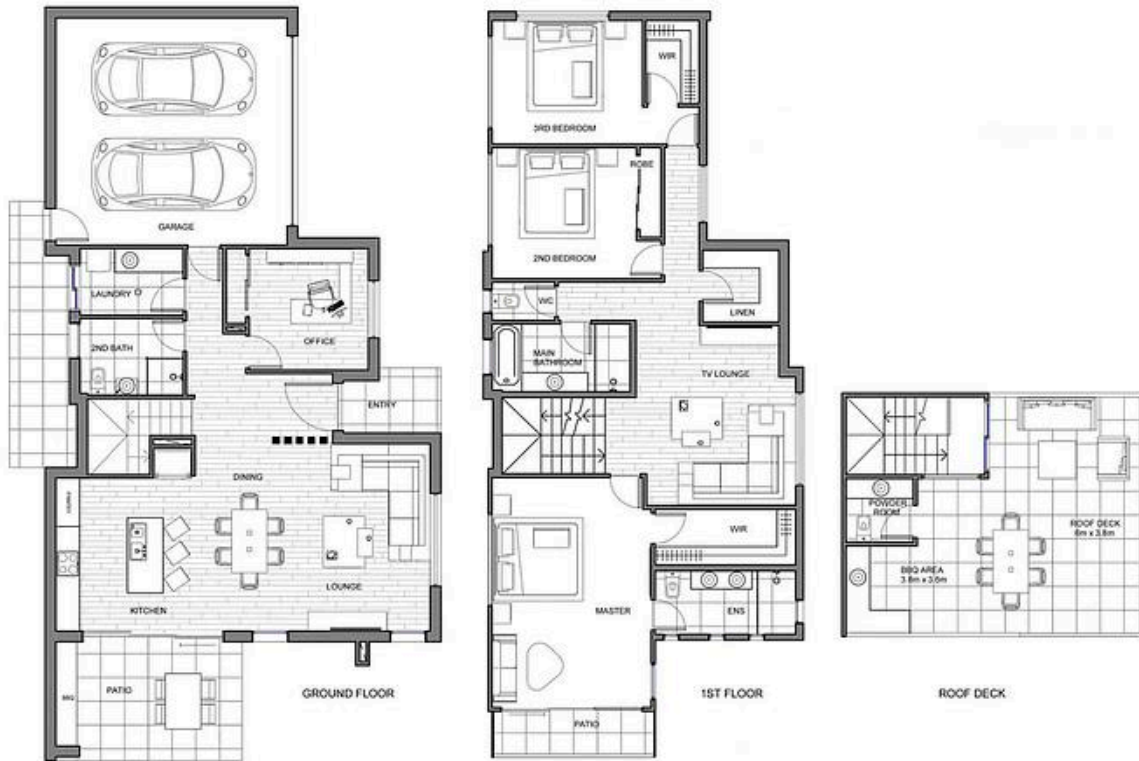 GARAGE
LAUNDRY
2ND BATH
OFFICE
ENTRY
DINING
LOUNGE
KITCHEN
PATIO
GROUND FLOOR
WIR
3RD BEDROOM
ROBE
2ND BEDROOM
WC
LINEN
MAIN
BATHROOM
TV LOUNGE
WIR
MASTER
ENS
PATIO
1ST FLOOR
POWDER
ROOM
ROOF DECK
6m x 3.8m
BBQ AREA
3.8m x 3.6m
ROOF DECK